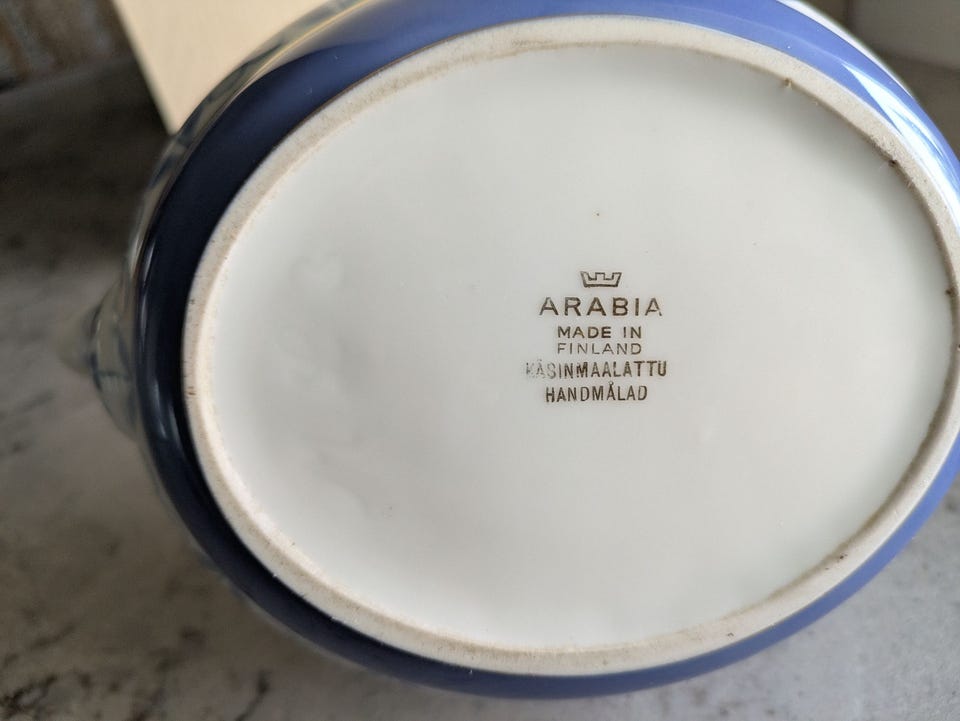 ARABIA
MADE IN
FINLAND
KÄSINMAALATTU
HANDMÅLAD